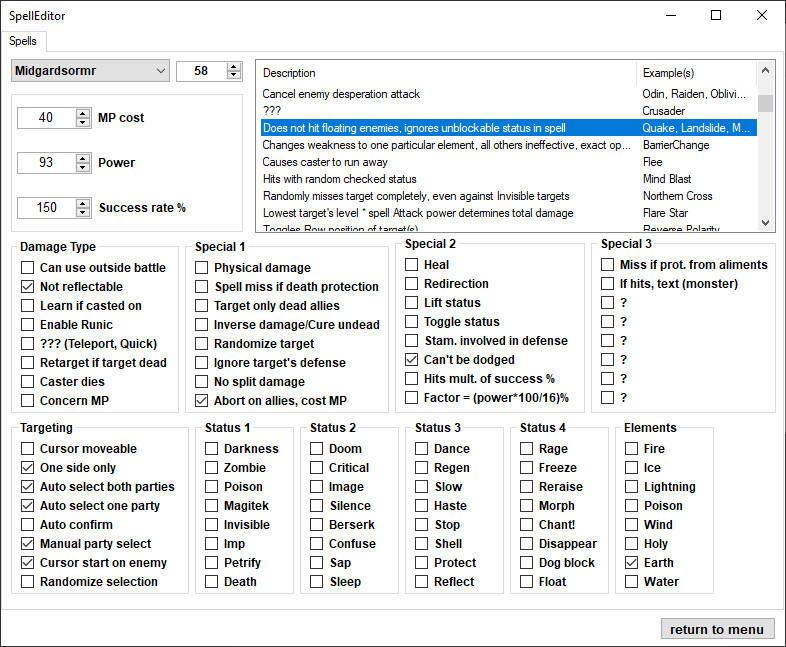 SpellEditor
Spells
Midgardsormr
58
40 MP cost
93 Power
150 Success rate %
Description Example(s)
Cancel enemy desperation attack Odin, Raiden, Oblivi...
??? Crusader
Does not hit floating enemies, ignores unblockable status in spell Quake, Landslide, M...
Changes weakness to one particular element, all others ineffective, exact op... BarrierChange
Causes caster to run away Flee
Hits with random checked status Mind Blast
Randomly misses target completely, even against Invisible targets Northern Cross
Lowest target's level * spell Attack power determines total damage Flare Star
Toggles Row position of target(s) Reverse Polarity
Damage Type
Can use outside battle
Not reflectable
Learn if casted on
Enable Runic
??? (Teleport, Quick)
Retarget if target dead
Caster dies
Concern MP
Special 1
Physical damage
Spell miss if death protection
Target only dead allies
Inverse damage/Cure undead
Randomize target
Ignore target's defense
No split damage
Abort on allies, cost MP
Special 2
Heal
Redirection
Lift status
Toggle status
Stam. involved in defense
Can't be dodged
Hits mult. of success %
Factor = (power*100/16)%
Special 3
Miss if prot. from aliments
If hits, text (monster)
?
?
?
?
?
?
Targeting
Cursor moveable
One side only
Auto select both parties
Auto select one party
Auto confirm
Manual party select
Cursor start on enemy
Randomize selection
Status 1
Darkness
Zombie
Poison
Magitek
Invisible
Imp
Petrify
Death
Status 2
Doom
Critical
Image
Silence
Berserk
Confuse
Sap
Sleep
Status 3
Dance
Regen
Slow
Haste
Stop
Shell
Protect
Reflect
Status 4
Rage
Freeze
Reraise
Morph
Chant!
Disappear
Dog block
Float
Elements
Fire
Ice
Lightning
Poison
Wind
Holy
Earth
Water
return to menu